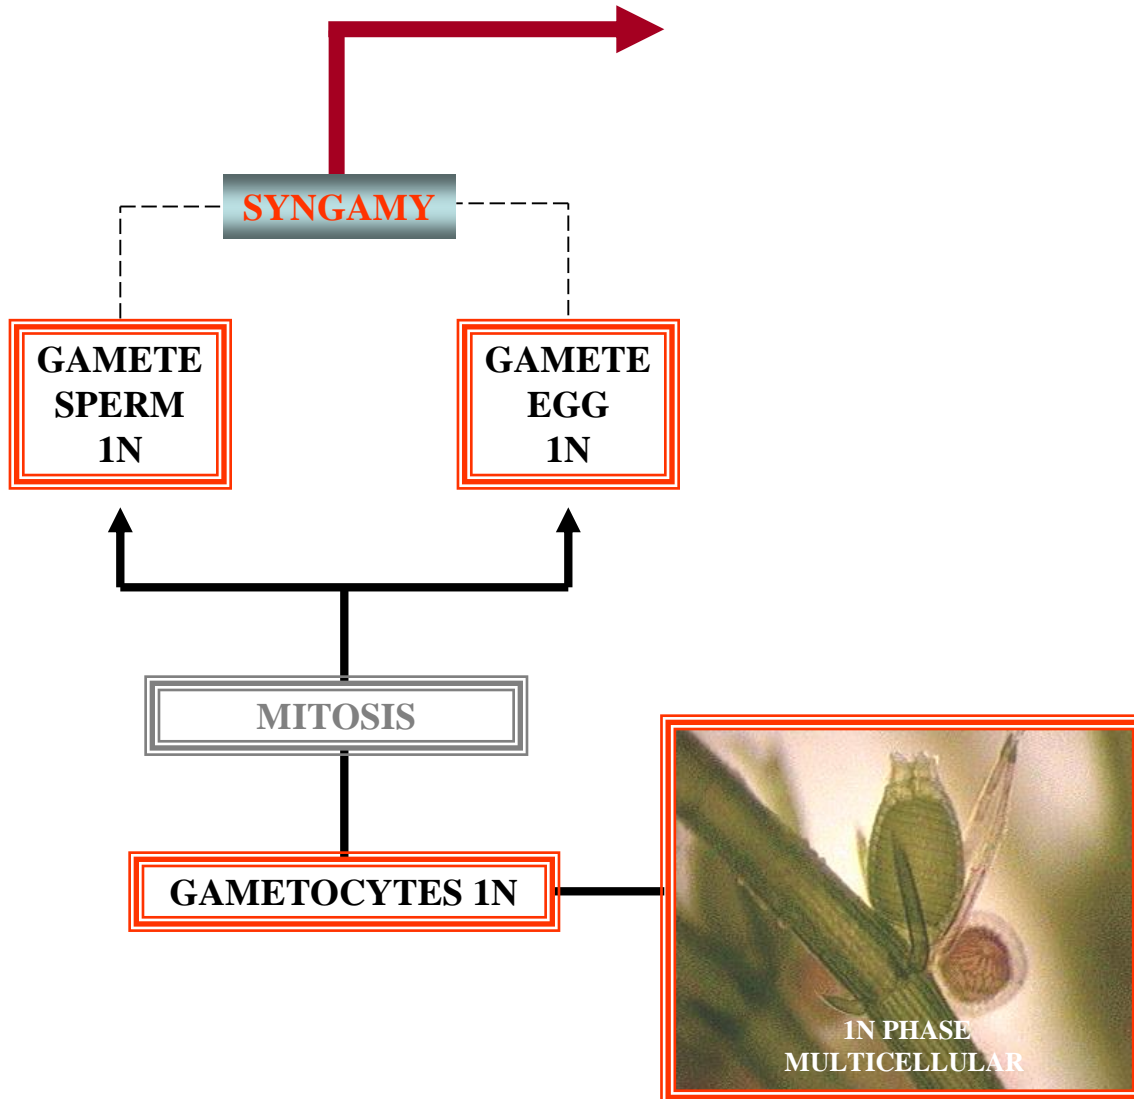 SYNGAMY
GAMETE
SPERM
1N
GAMETE
EGG
1N
MITOSIS
GAMETOCYTES 1N
1N PHASE
MULTICELLULAR